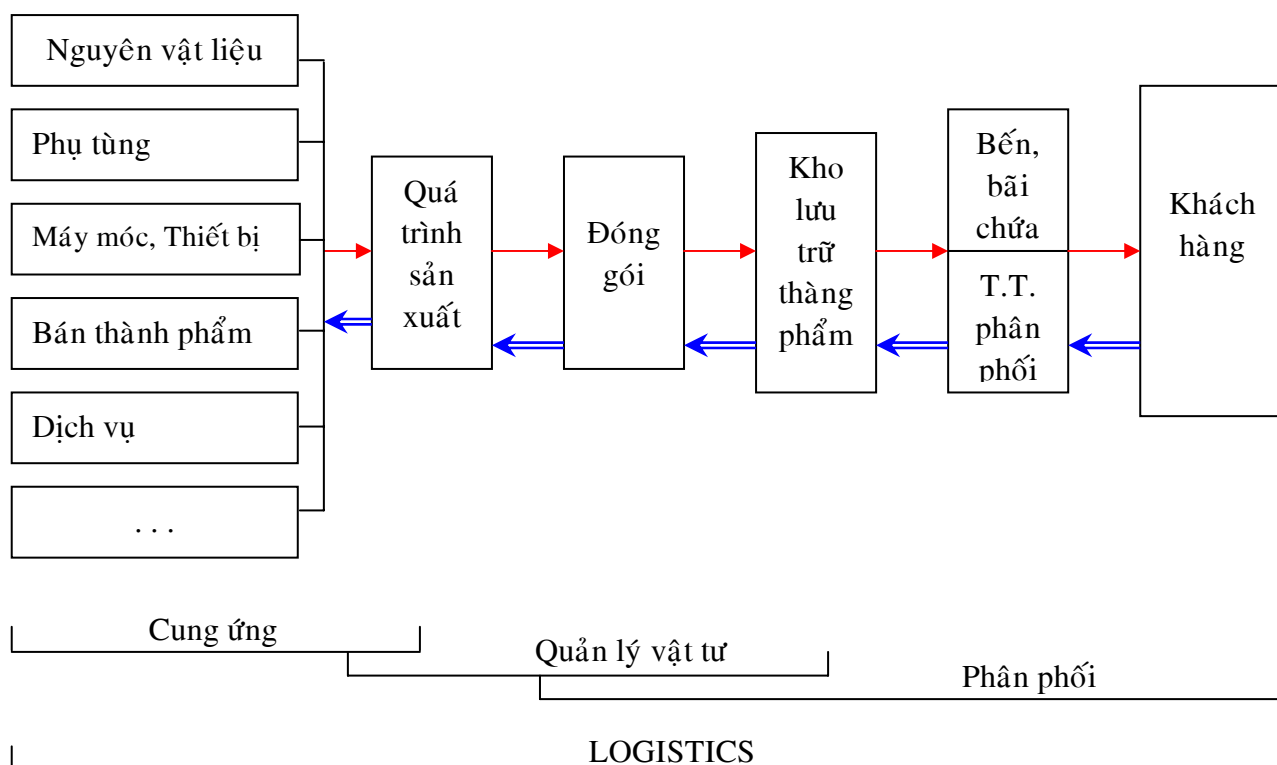 Nguyên vật liệu
Phụ tùng
Máy móc, Thiết bị
Bán thành phẩm
Dịch vụ
. . .
Quá
trình
sản
xuất
Đóng
gói
Kho
lưu
trữ
thàng
phẩm
Bến,
bãi
chứa
T.T.
phân
phối
Khách
hàng
Cung ứng
Quản lý vật tư
Phân phối
LOGISTICS